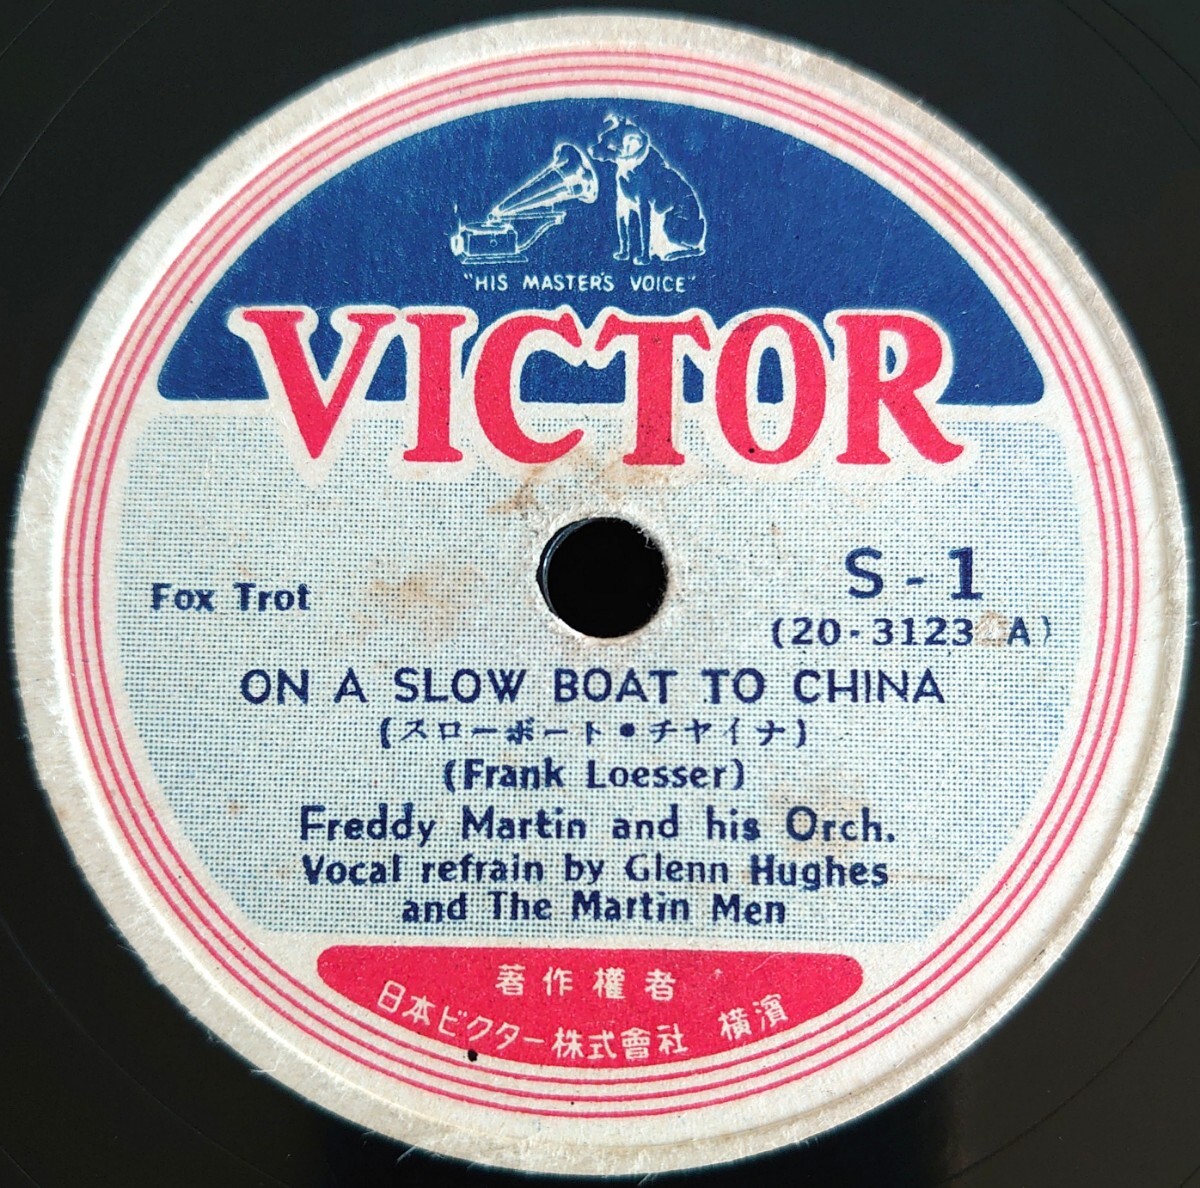 "HIS MASTER'S VOICE"
VICTOR
Fox Trot
S - 1
(20-3123 A)
ON A SLOW BOAT TO CHINA
(スローボート・チヤイナ)
(Frank Loesser)
Freddy Martin and his Orch.
Vocal refrain by Glenn Hughes
and The Martin Men
著作權者
日本ビクター株式會社 横濱